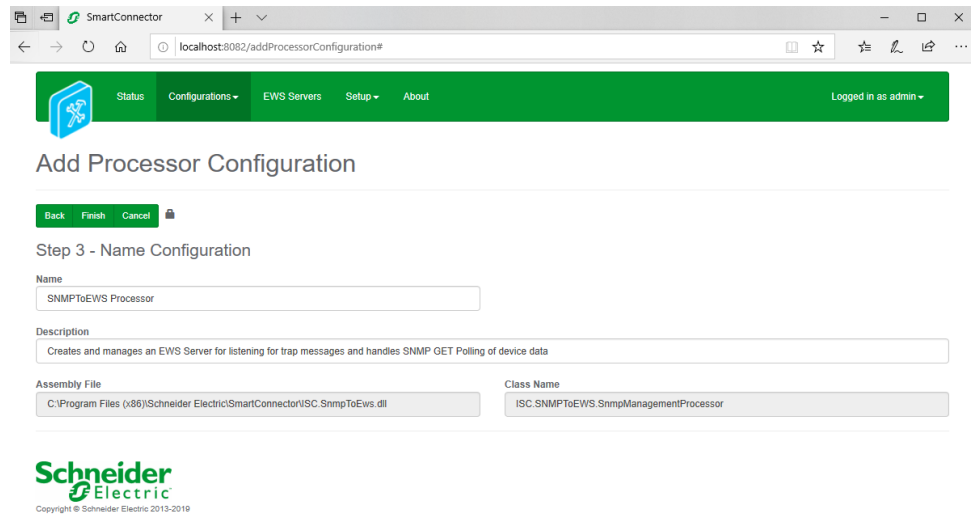 SmartConnector
localhost:8082/addProcessorConfiguration#
Status Configurations EWS Servers Setup About Logged in as admin
Add Processor Configuration
Back Finish Cancel
Step 3 - Name Configuration
Name
SNMPToEWS Processor
Description
Creates and manages an EWS Server for listening for trap messages and handles SNMP GET Polling of device data
Assembly File Class Name
C:\Program Files (x86)\Schneider Electric\SmartConnector\ISC.SnmpToEws.dll ISC.SNMPToEWS.SnmpManagementProcessor
Schneider
Electric
Copyright © Schneider Electric 2013-2019